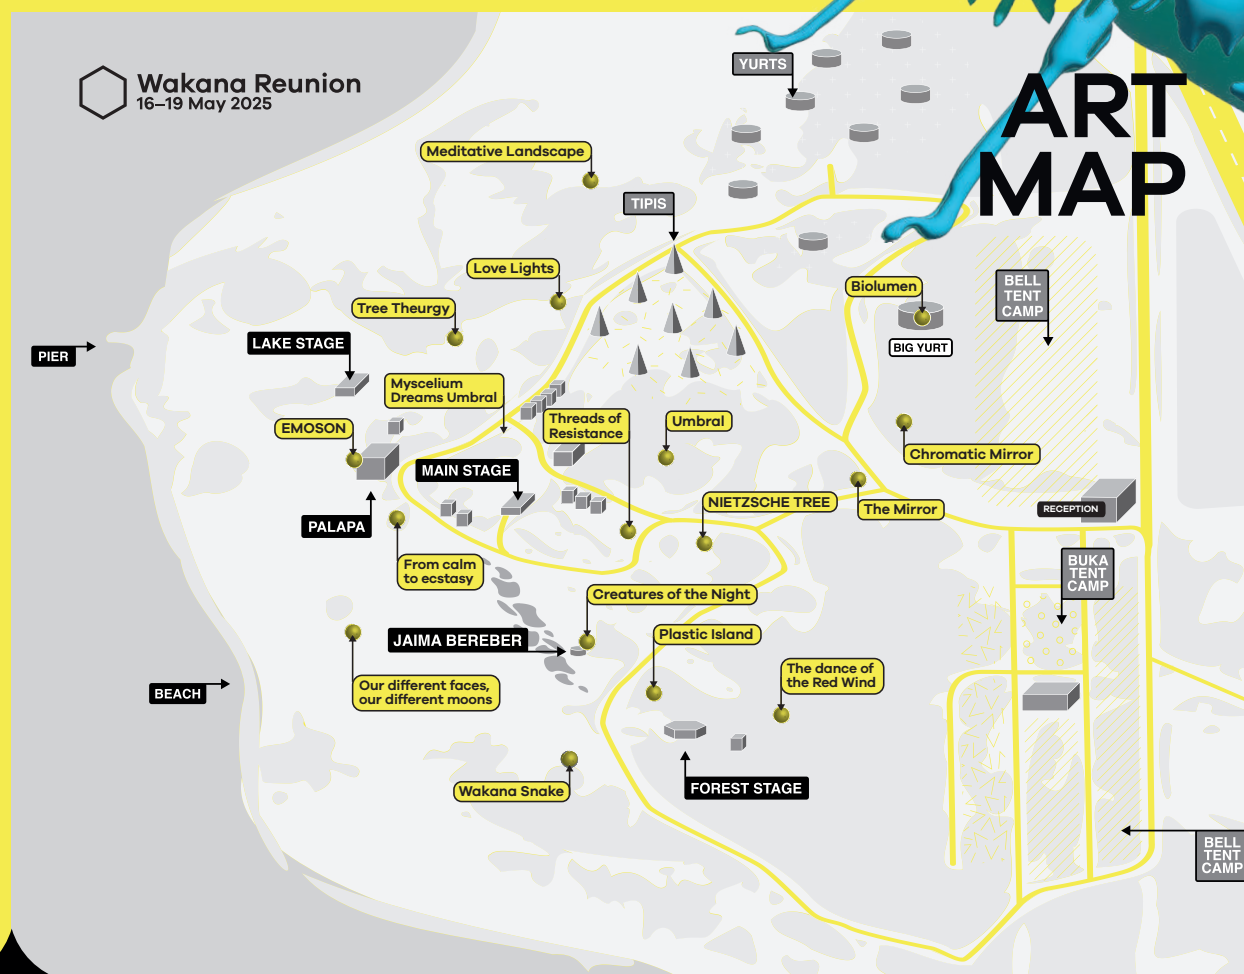 Wakana Reunion
16–19 May 2025
ART
MAP
YURTS
Meditative Landscape
TIPIS
Love Lights
Biolumen
BELL
TENT
CAMP
Tree Theurgy
LAKE STAGE
PIER
BIG YURT
Myscelium
Dreams Umbral
Threads of
Resistance
Umbral
EMOSON
Chromatic Mirror
MAIN STAGE
NIETZSCHE TREE
The Mirror
RECEPTION
PALAPA
From calm
to ecstasy
BUKA
TENT
CAMP
Creatures of the Night
JAIMA BEREBER
Plastic Island
The dance of
the Red Wind
BEACH
Our different faces,
our different moons
Wakana Snake
FOREST STAGE
BELL
TENT
CAMP